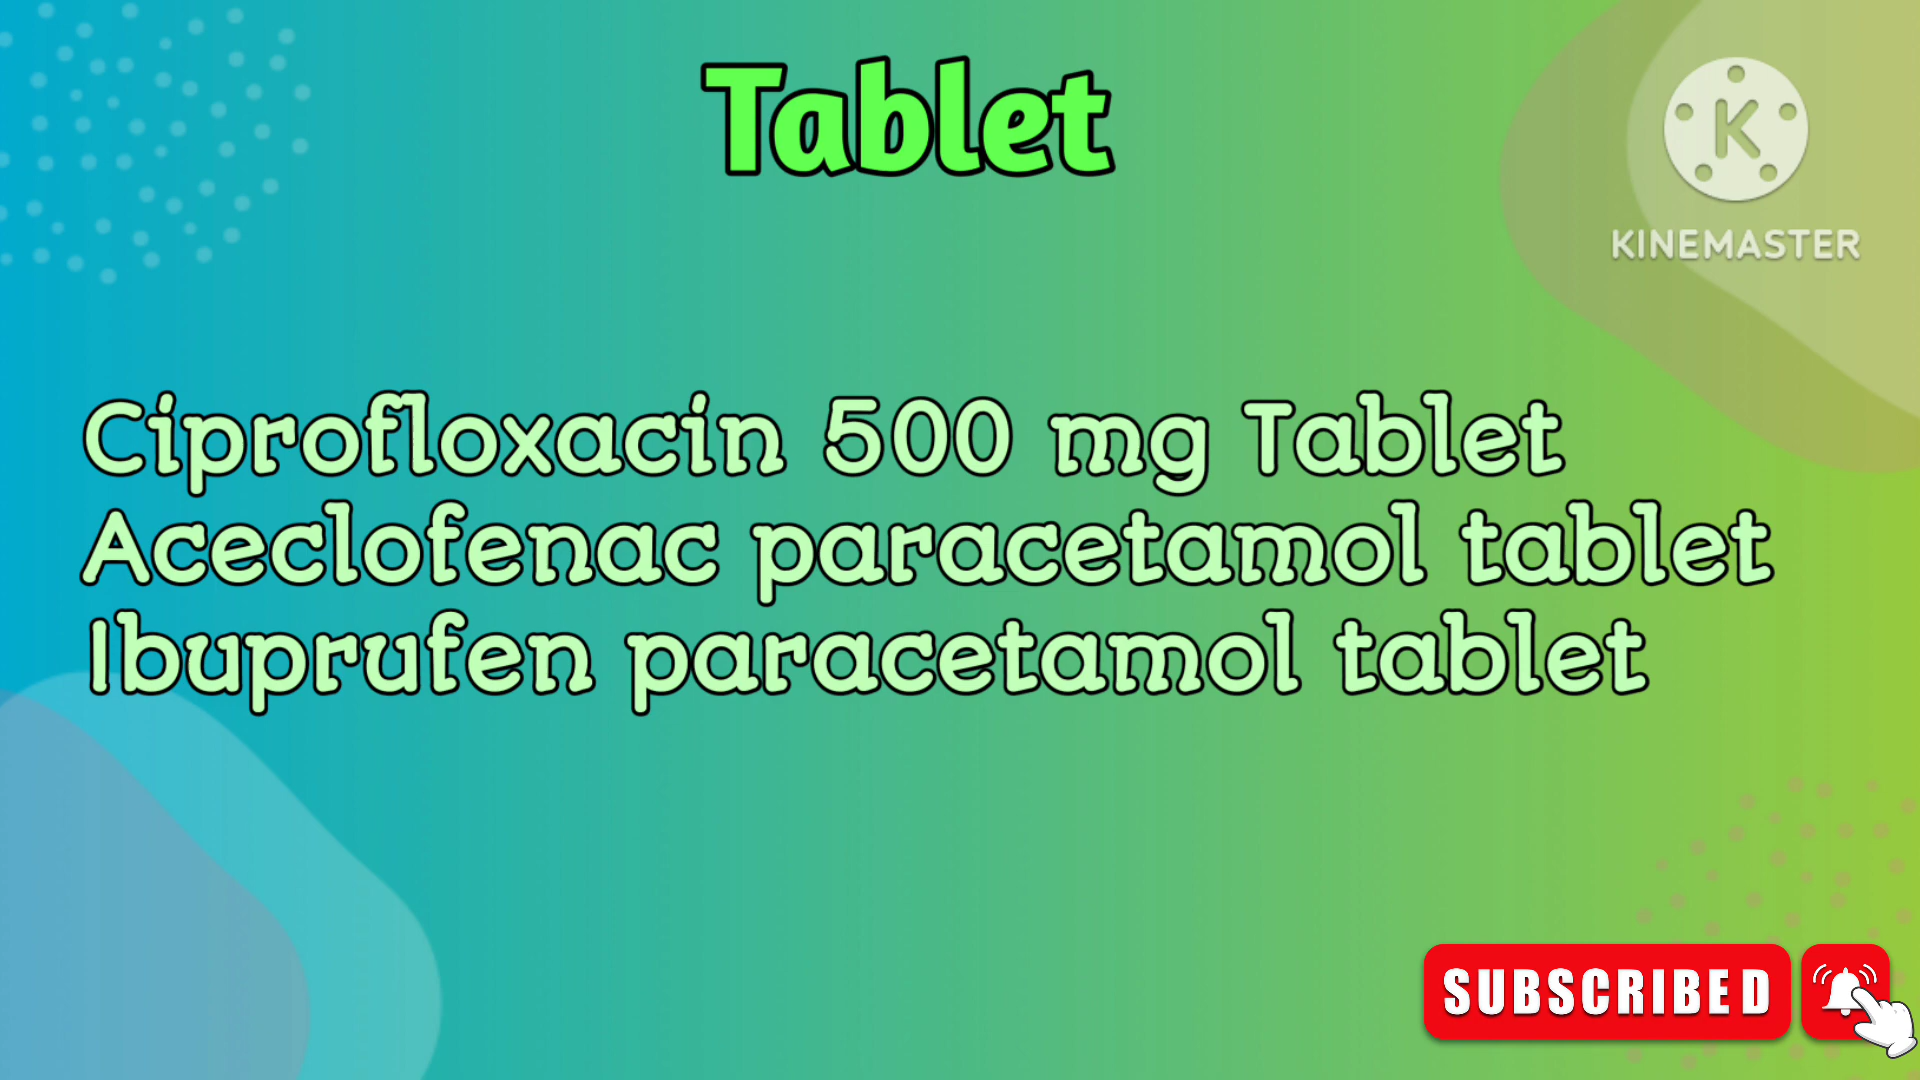 Tablet
K
KINEMASTER
Ciprofloxacin 500 mg Tablet
Aceclofenac paracetamol tablet
Ibuprufen paracetamol tablet
SUBSCRIBED